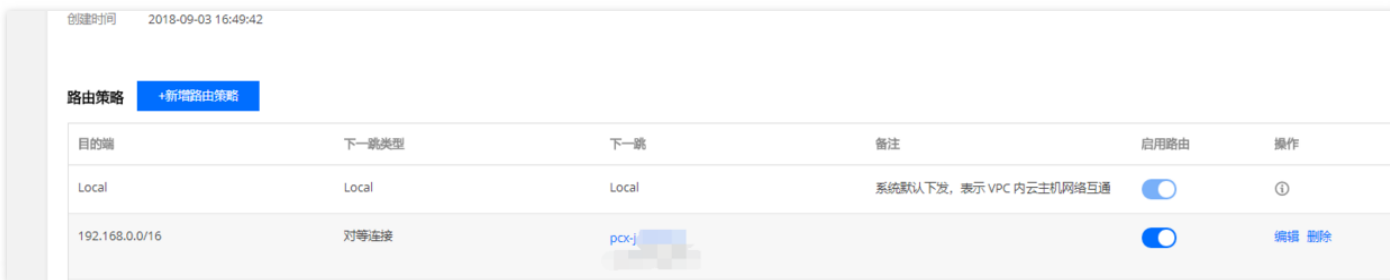 创建时间 2018-09-03 16:49:42
路由策略 +新增路由策略
目的端 下一跳类型 下一跳 备注 启用路由 操作
Local Local Local 系统默认下发，表示 VPC 内云主机网络互通
192.168.0.0/16 对等连接 pcx-j 编辑 删除